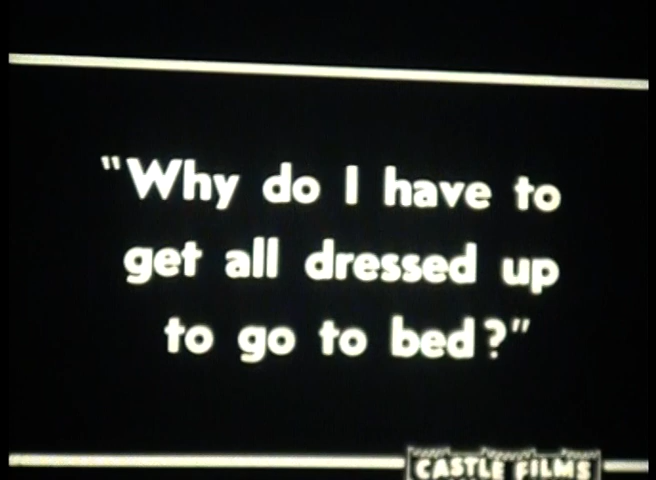 "Why do I have to
get all dressed up
to go to bed?"
CASTLE FILMS